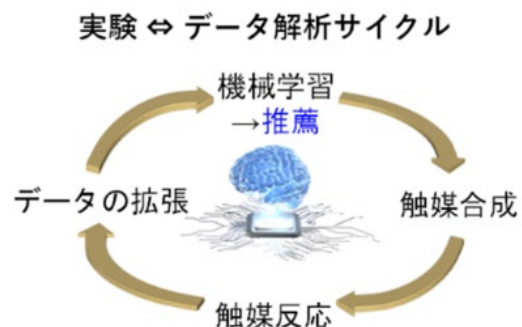 実験 ⇔ データ解析サイクル
機械学習
→推薦
データの拡張
触媒合成
触媒反応